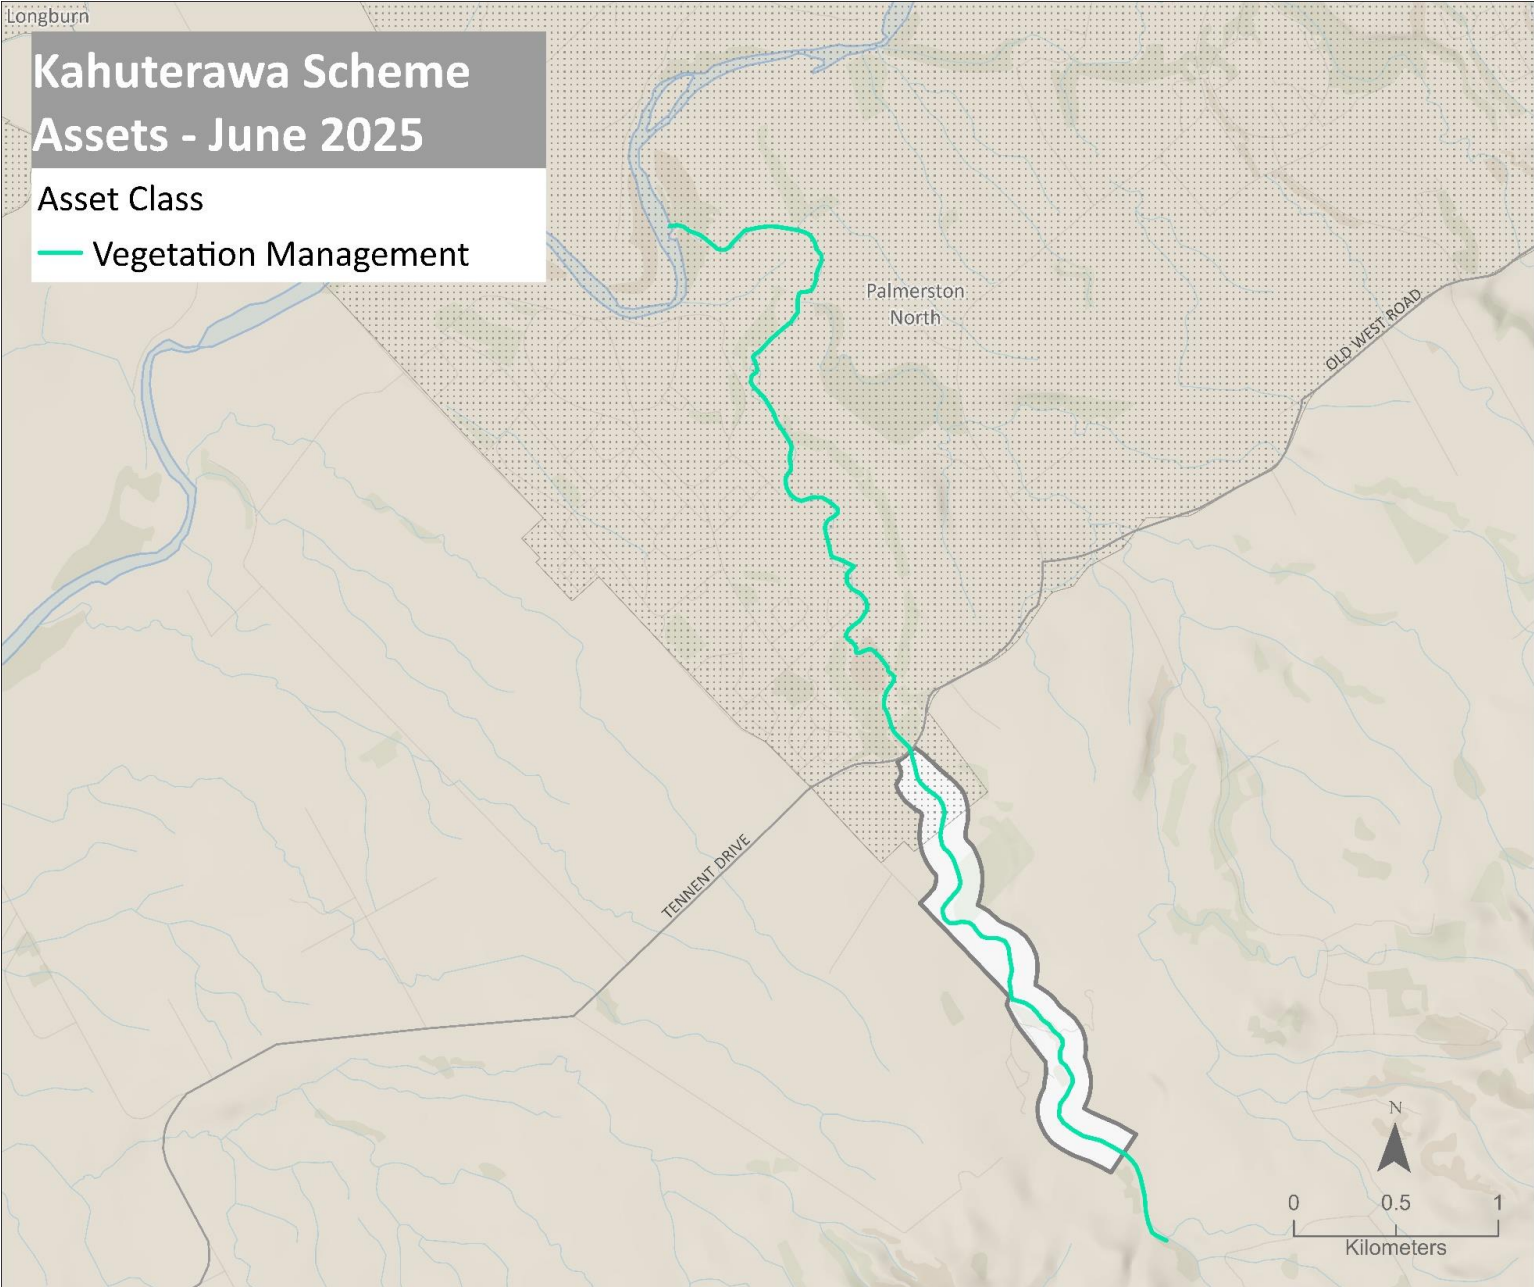 Longburn
Kahuterawa Scheme
Assets - June 2025
Asset Class
Vegetation Management
Palmerston
North
OLD WEST ROAD
TENNENT DRIVE
N
0 0.5 1
Kilometers